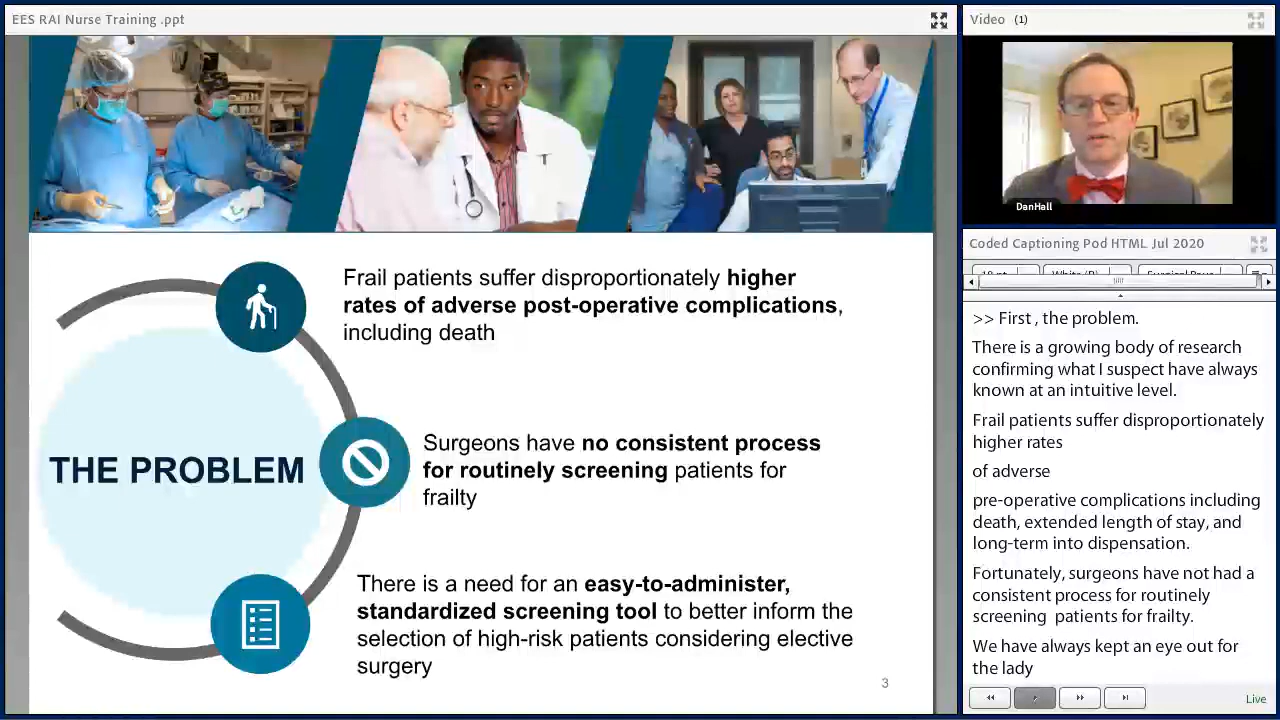 EES RAI Nurse Training .ppt
Frail patients suffer disproportionately higher
rates of adverse post-operative complications,
including death
THE PROBLEM
Surgeons have no consistent process
for routinely screening patients for
frailty
There is a need for an easy-to-administer,
standardized screening tool to better inform the
selection of high-risk patients considering elective
surgery
3
Video (1)
DanHall
Coded Captioning Pod HTML Jul 2020
>> First , the problem.
There is a growing body of research
confirming what I suspect have always
known at an intuitive level.
Frail patients suffer disproportionately
higher rates
of adverse
pre-operative complications including
death, extended length of stay, and
long-term into dispensation.
Fortunately, surgeons have not had a
consistent process for routinely
screening patients for frailty.
We have always kept an eye out for
the lady
Live